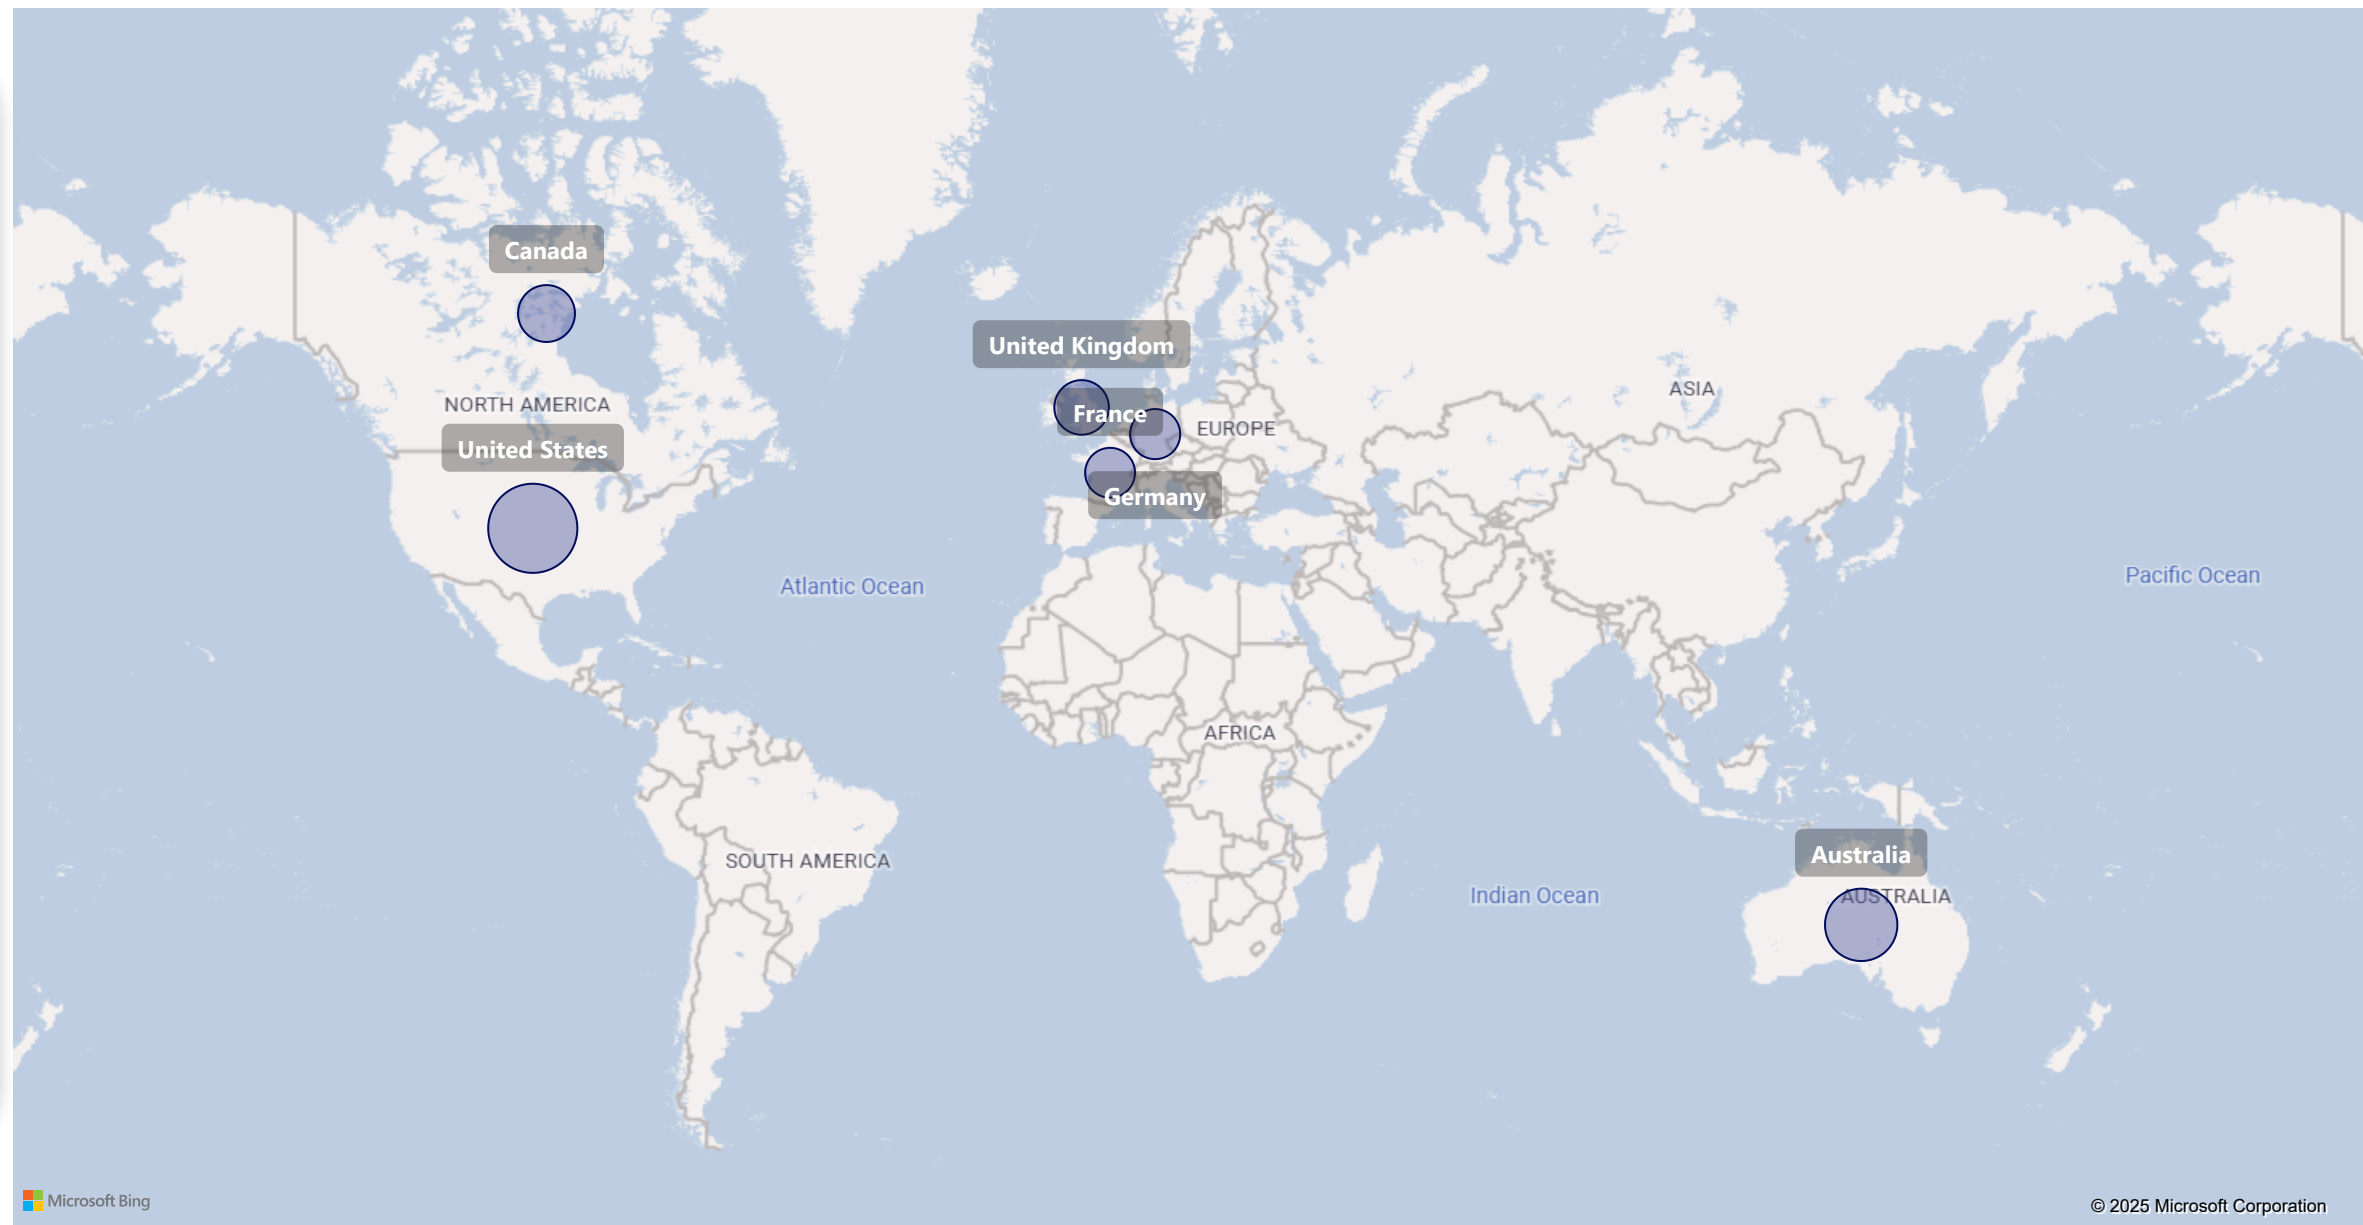 Canada
United Kingdom
ASIA
NORTH AMERICA
France
EUROPE
United States
Germany
Atlantic Ocean
Pacific Ocean
AFRICA
SOUTH AMERICA
Australia
AUSTRALIA
Indian Ocean
Microsoft Bing
© 2025 Microsoft Corporation